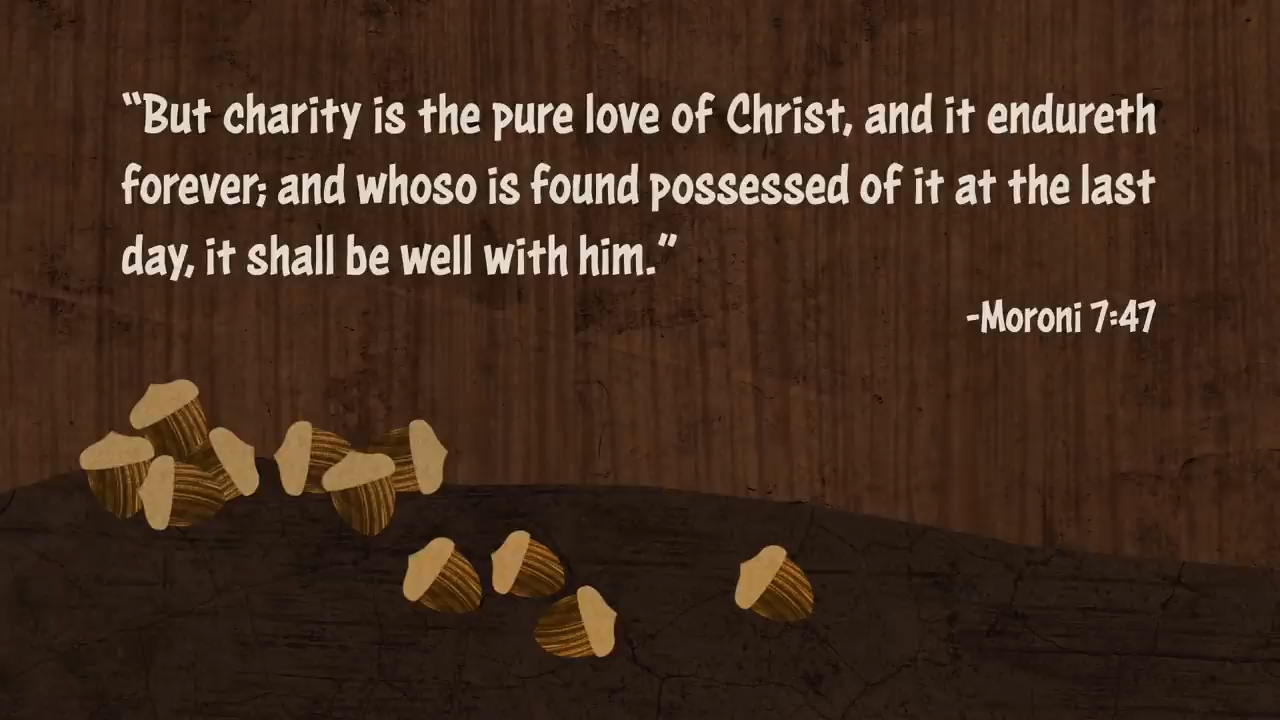 “But charity is the pure love of Christ, and it endureth
forever; and whoso is found possessed of it at the last
day, it shall be well with him.”
-Moroni 7:47